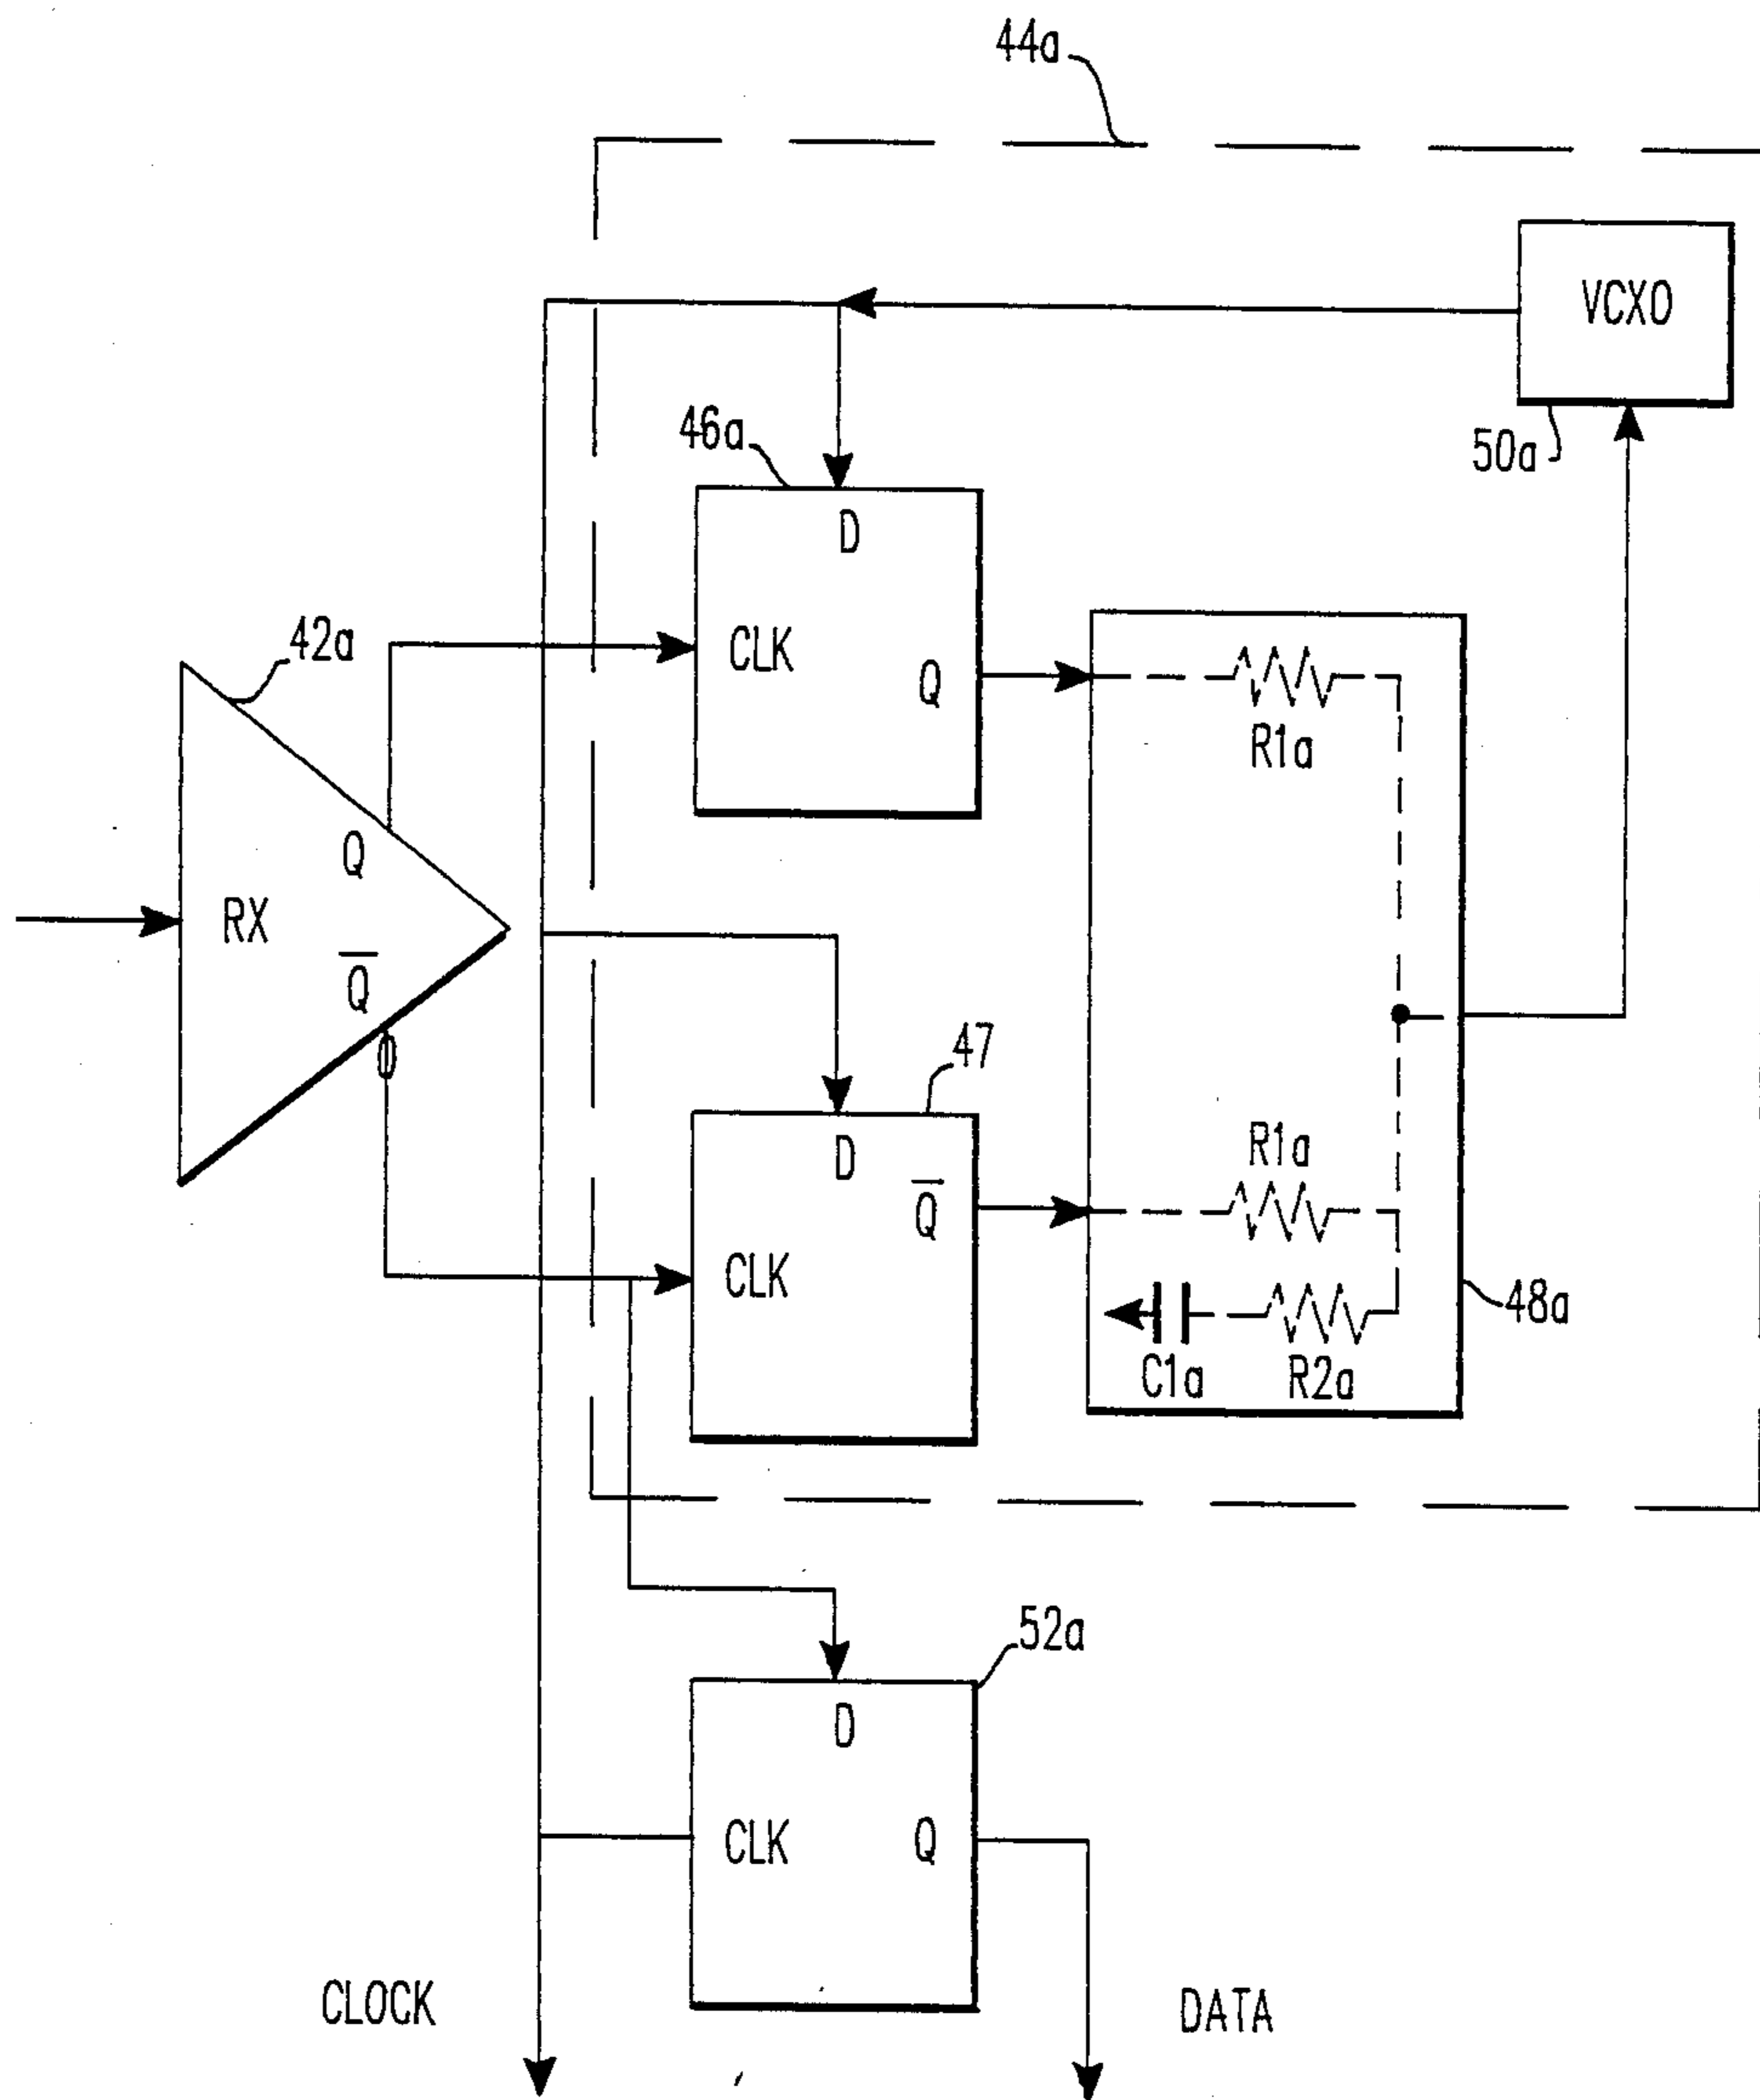 44a
VCXO
50a
46a
D
CLK
Q
42a
RX
Q
Q̅
R1a
47
D
Q̅
CLK
R1a
C1a
R2a
48a
52a
D
CLK
Q
CLOCK
DATA